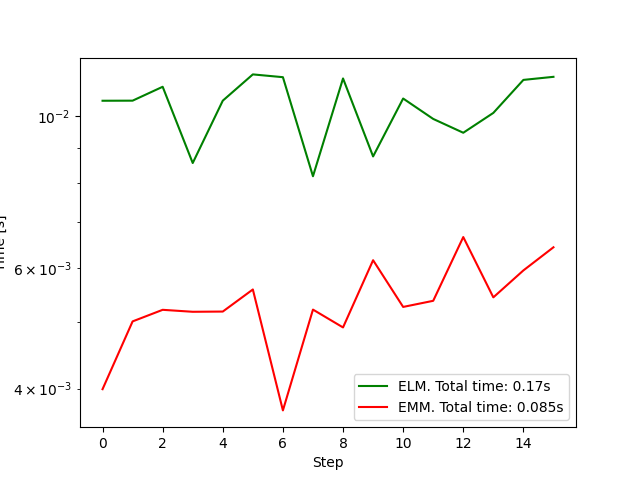 10⁻²
6 × 10⁻³
4 × 10⁻³
Time [s]
0 2 4 6 8 10 12 14
Step
ELM. Total time: 0.17s
EMM. Total time: 0.085s